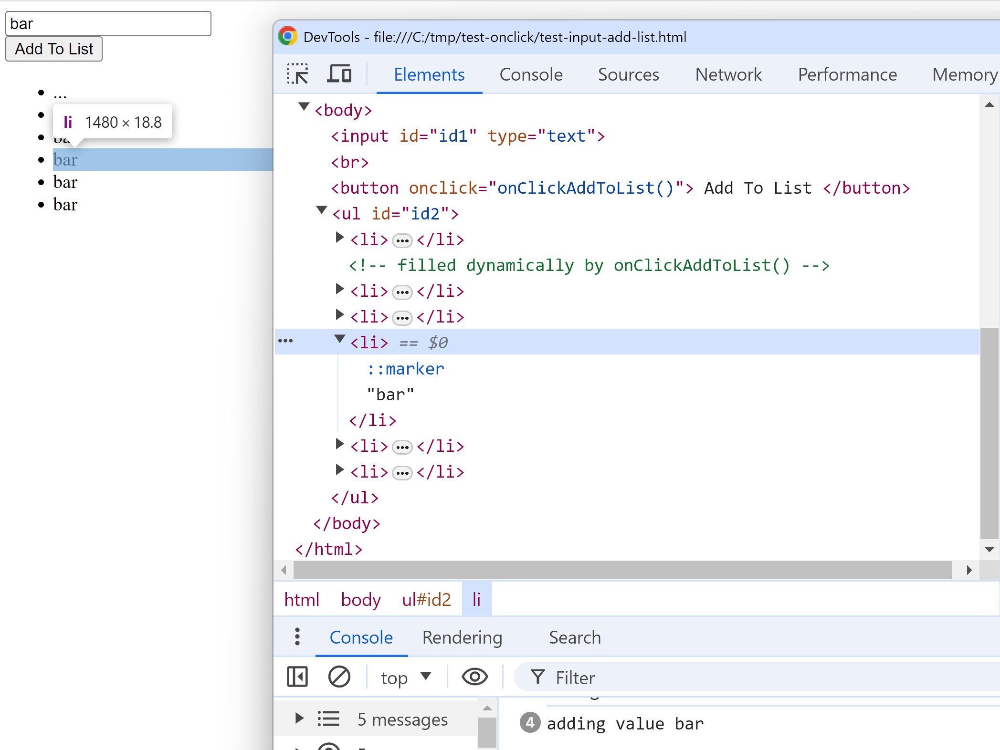 bar
Add To List
...
li 1480 × 18.8
bar
bar
bar
DevTools - file:///C:/tmp/test-onclick/test-input-add-list.html
Elements Console Sources Network Performance Memory
<body>
<input id="id1" type="text">
<br>
<button onclick="onClickAddToList()"> Add To List </button>
<ul id="id2">
<li>…</li>
<!-- filled dynamically by onClickAddToList() -->
<li>…</li>
<li>…</li>
<li> == $0
::marker
"bar"
</li>
<li>…</li>
<li>…</li>
</ul>
</body>
</html>
html body ul#id2 li
Console Rendering Search
top Filter
5 messages
4 adding value bar